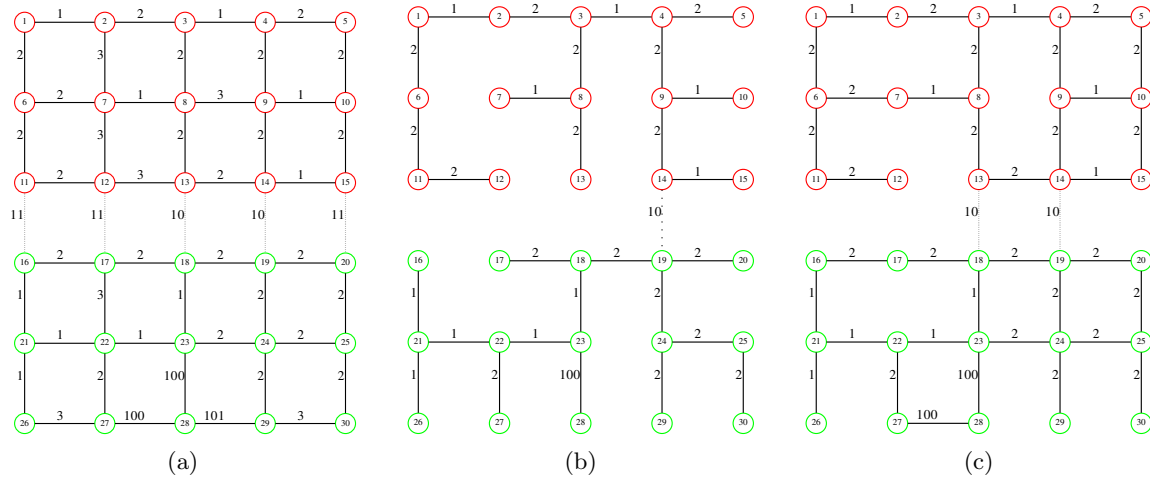 1 1 2 2 3 1 4 2 5
2 3 2 2 2
6 2 7 1 8 3 9 1 10
2 3 2 2 2
11 2 12 3 13 2 14 1 15
11 11 10 10 11
16 2 17 2 18 2 19 2 20
1 3 1 2 2
21 1 22 1 23 2 24 2 25
1 2 100 2 2
26 3 27 100 28 101 29 3 30
(a)
1 1 2 2 3 1 4 2 5
2 2 2
6 7 1 8 9 1 10
2 2 2
11 2 12 13 14 1 15
10
16 17 2 18 2 19 2 20
1 1 2
21 1 22 1 23 24 2 25
1 2 100 2 2
26 27 28 29 30
(b)
1 1 2 2 3 1 4 2 5
2 2 2 2
6 2 7 1 8 9 1 10
2 2 2 2
11 2 12 13 2 14 1 15
10 10
16 2 17 2 18 2 19 2 20
1 1 2 2
21 1 22 1 23 2 24 2 25
1 2 100 2 2
26 27 100 28 29 30
(c)